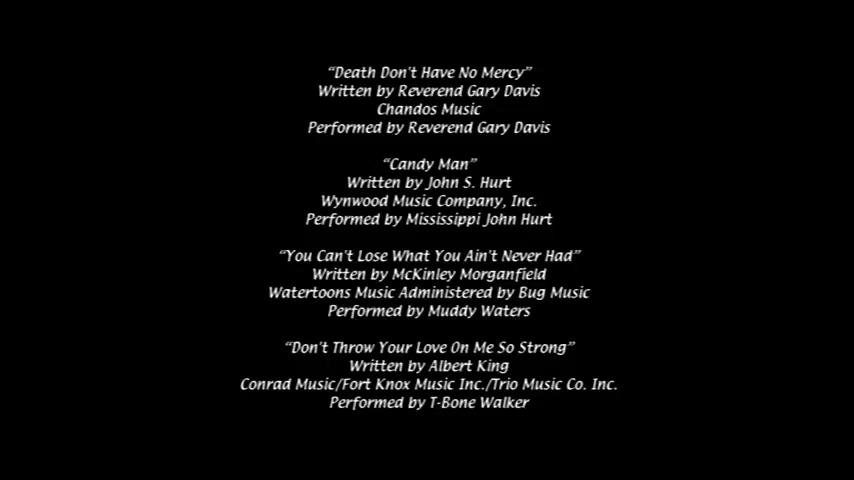 “Death Don't Have No Mercy”
Written by Reverend Gary Davis
Chandos Music
Performed by Reverend Gary Davis
“Candy Man”
Written by John S. Hurt
Wynwood Music Company, Inc.
Performed by Mississippi John Hurt
“You Can't Lose What You Ain't Never Had”
Written by McKinley Morganfield
Watertoons Music Administered by Bug Music
Performed by Muddy Waters
“Don't Throw Your Love On Me So Strong”
Written by Albert King
Conrad Music/Fort Knox Music Inc./Trio Music Co. Inc.
Performed by T-Bone Walker